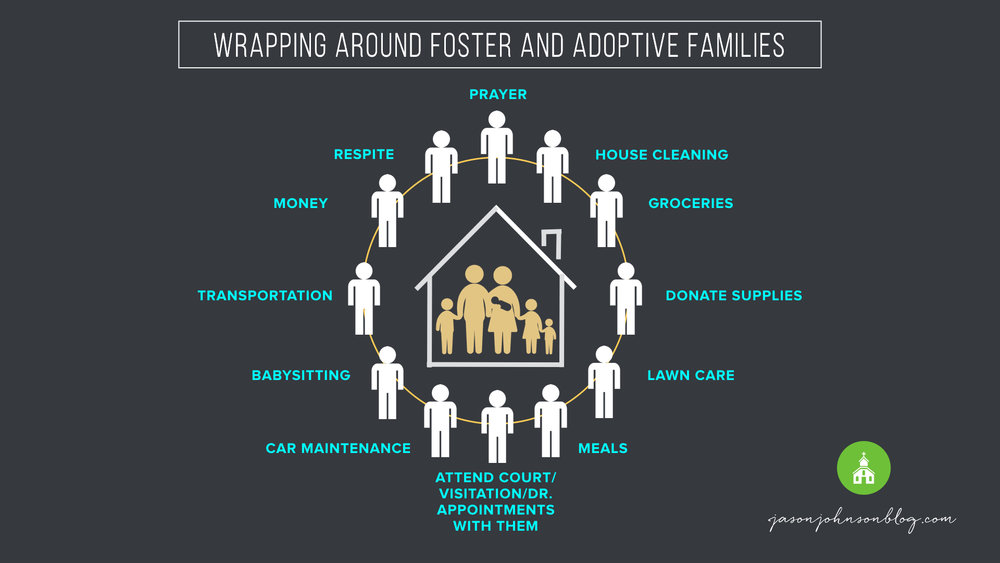 WRAPPING AROUND FOSTER AND ADOPTIVE FAMILIES
PRAYER
RESPITE
HOUSE CLEANING
MONEY
GROCERIES
TRANSPORTATION
DONATE SUPPLIES
BABYSITTING
LAWN CARE
CAR MAINTENANCE
MEALS
ATTEND COURT/
VISITATION/DR.
APPOINTMENTS
WITH THEM
jasonjohnsonblog.com